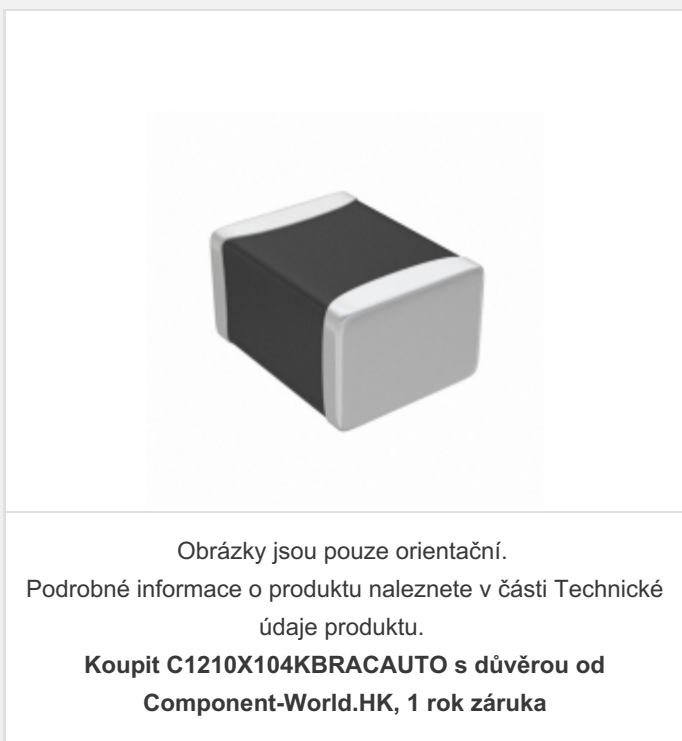 Obrázky jsou pouze orientační.
Podrobné informace o produktu naleznete v části Technické
údaje produktu.
Koupit C1210X104KBRACAUTO s důvěrou od
Component-World.HK, 1 rok záruka